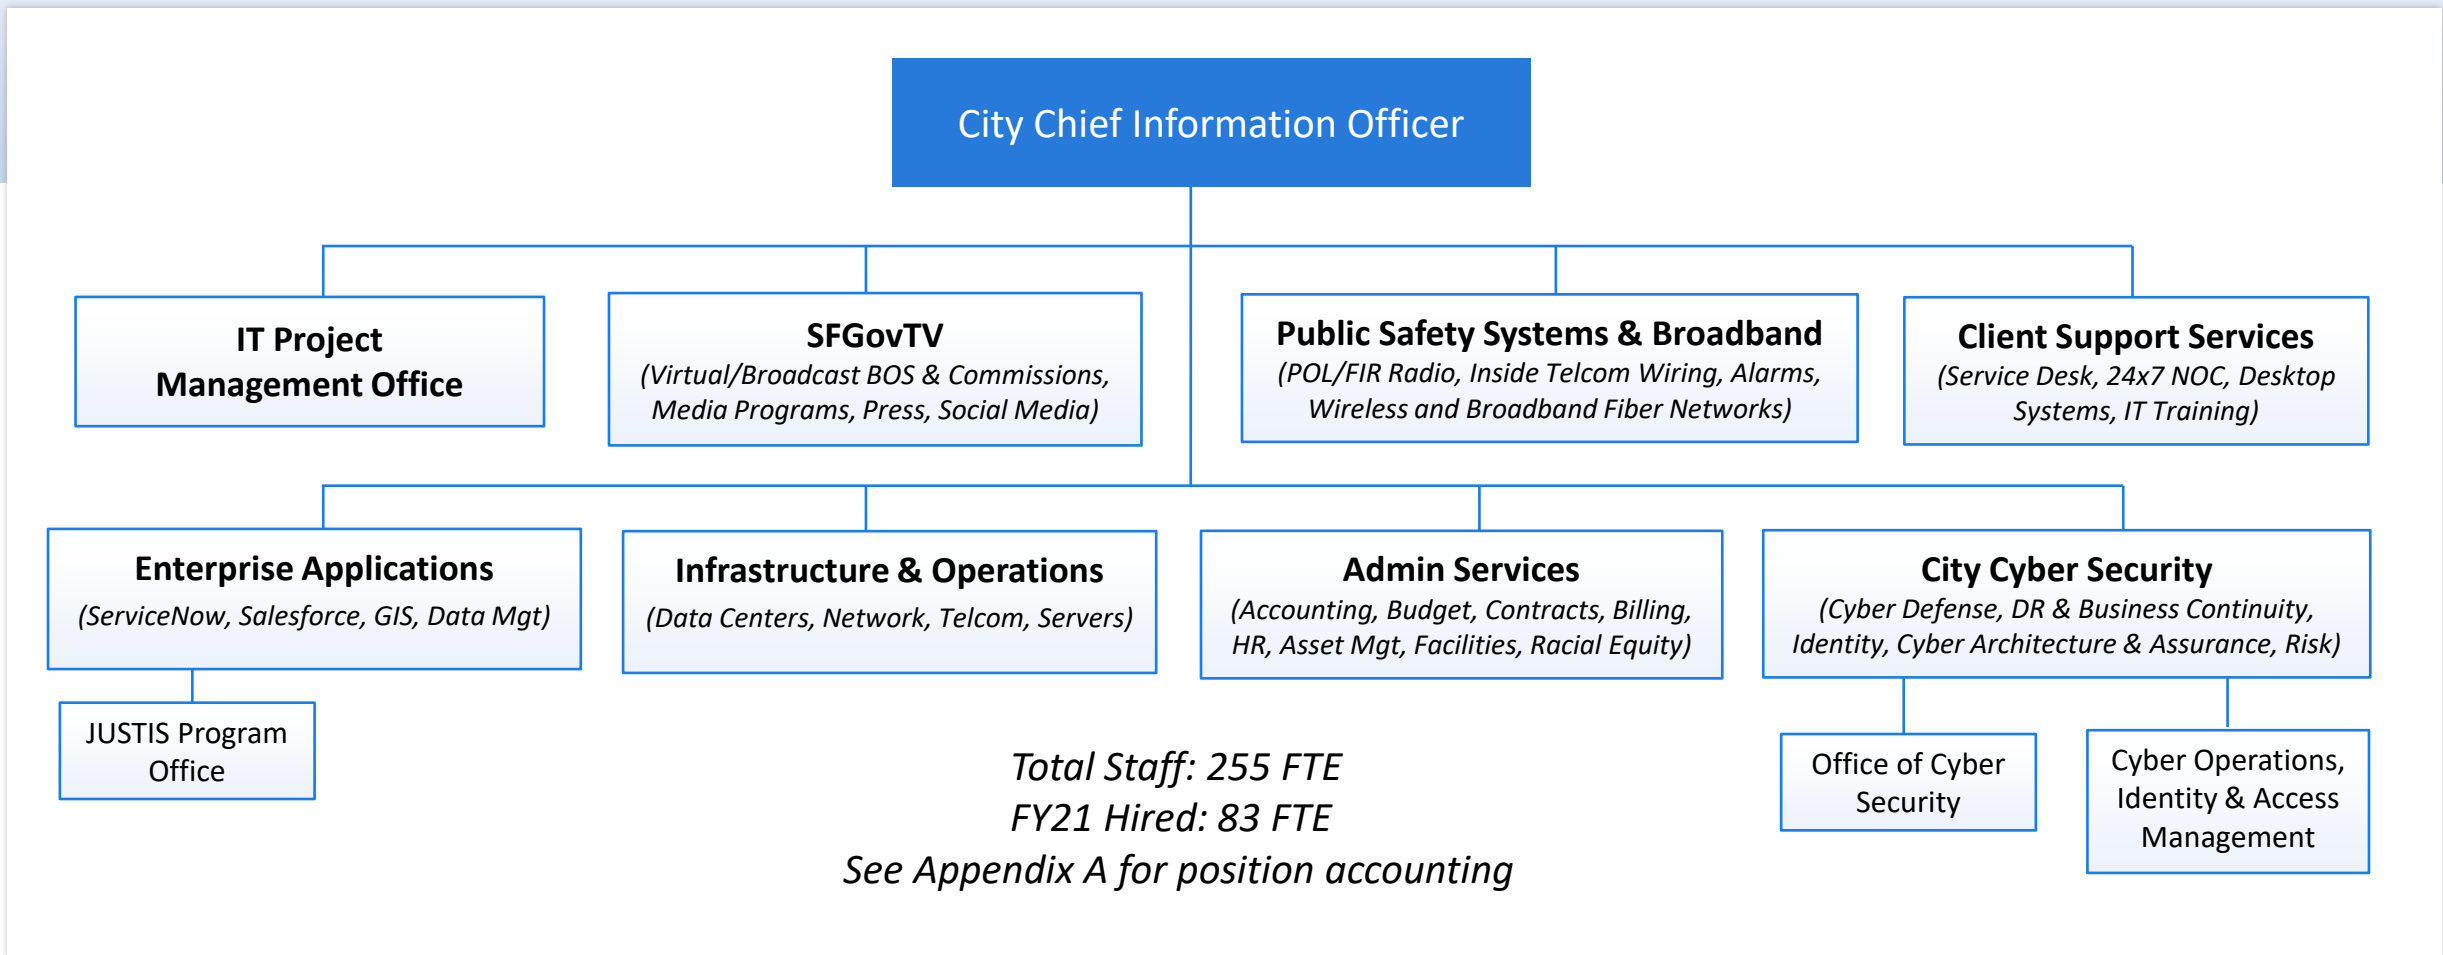 City Chief Information Officer
IT Project
Management Office
SFGovTV
(Virtual/Broadcast BOS & Commissions,
Media Programs, Press, Social Media)
Public Safety Systems & Broadband
(POL/FIR Radio, Inside Telcom Wiring, Alarms,
Wireless and Broadband Fiber Networks)
Client Support Services
(Service Desk, 24x7 NOC, Desktop
Systems, IT Training)
Enterprise Applications
(ServiceNow, Salesforce, GIS, Data Mgt)
Infrastructure & Operations
(Data Centers, Network, Telcom, Servers)
Admin Services
(Accounting, Budget, Contracts, Billing,
HR, Asset Mgt, Facilities, Racial Equity)
City Cyber Security
(Cyber Defense, DR & Business Continuity,
Identity, Cyber Architecture & Assurance, Risk)
JUSTIS Program
Office
Office of Cyber
Security
Cyber Operations,
Identity & Access
Management
Total Staff: 255 FTE
FY21 Hired: 83 FTE
See Appendix A for position accounting